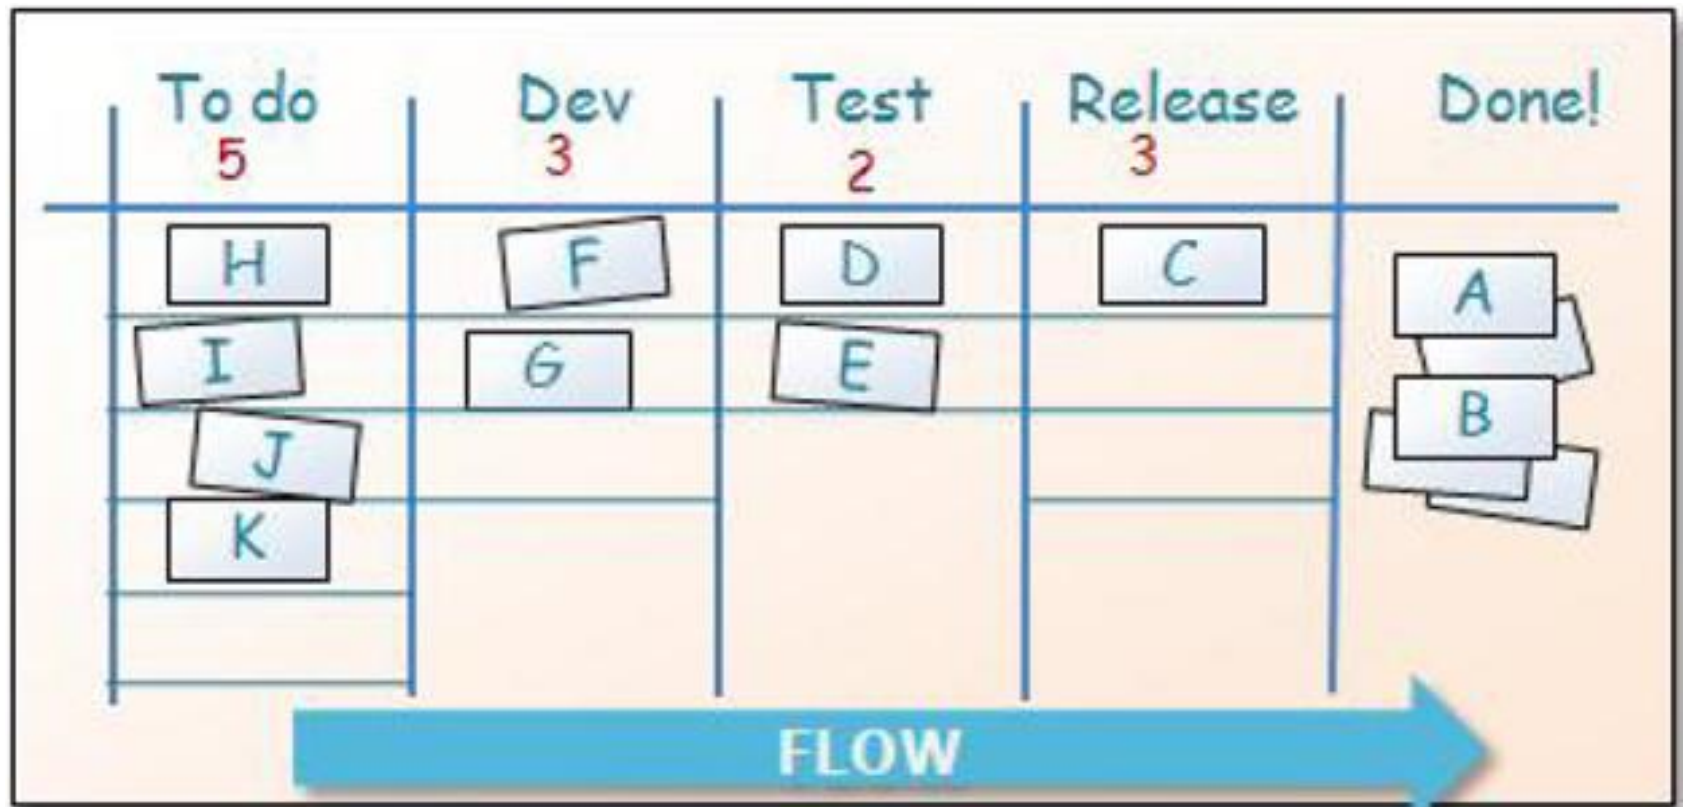 To do Dev Test Release Done!
5 3 2 3
H F D C A
I G E B
J
K
FLOW